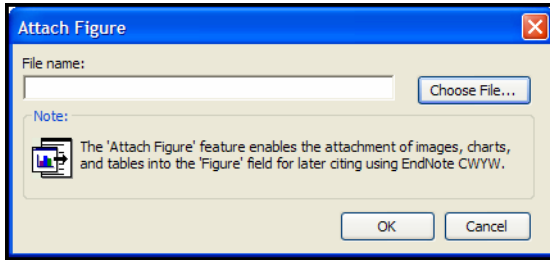 Attach Figure
File name:
Choose File...
Note:
The 'Attach Figure' feature enables the attachment of images, charts,
and tables into the 'Figure' field for later citing using EndNote CWYW.
OK Cancel